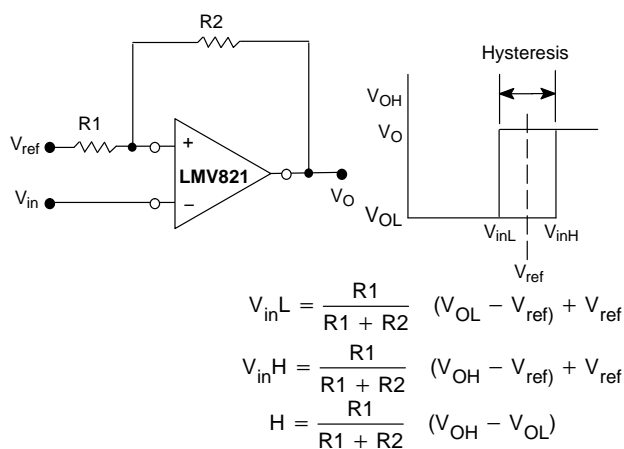 R2
Hysteresis
R1
V_OH
V_ref
+
V_O
LMV821
V_in
−
V_O
V_OL
V_inL V_inH
V_ref
V_inL = R1 / (R1 + R2) (V_OL − V_ref) + V_ref
V_inH = R1 / (R1 + R2) (V_OH − V_ref) + V_ref
H = R1 / (R1 + R2) (V_OH − V_OL)